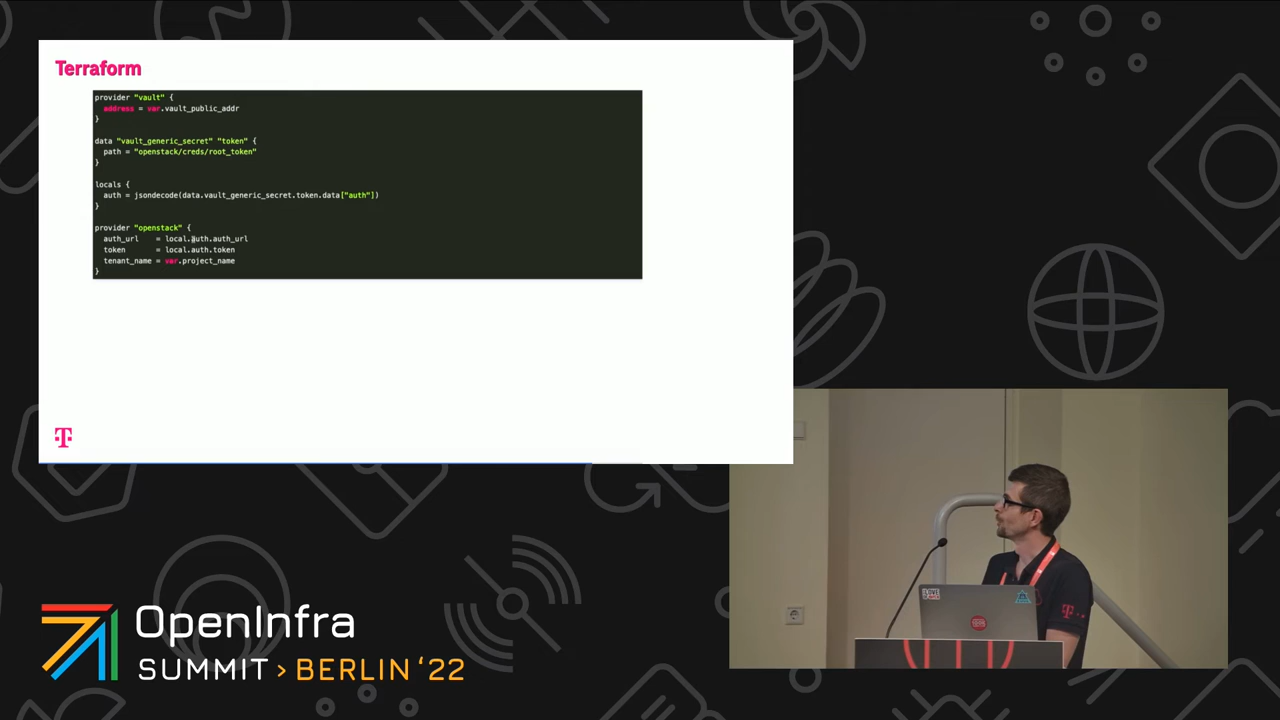 Terraform
provider "vault" {
address = var.vault_public_addr
}
data "vault_generic_secret" "token" {
path = "openstack/creds/root_token"
}
locals {
auth = jsondecode(data.vault_generic_secret.token.data["auth"])
}
provider "openstack" {
auth_url = local.auth.auth_url
token = local.auth.token
tenant_name = var.project_name
}
T
T
OpenInfra
SUMMIT > BERLIN ‘22